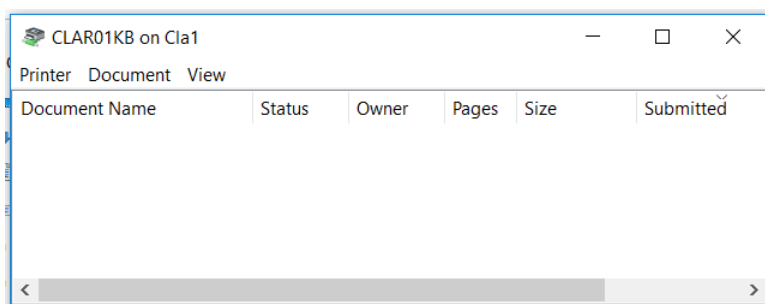 CLAR01KB on Cla1
Printer Document View
Document Name Status Owner Pages Size Submitted